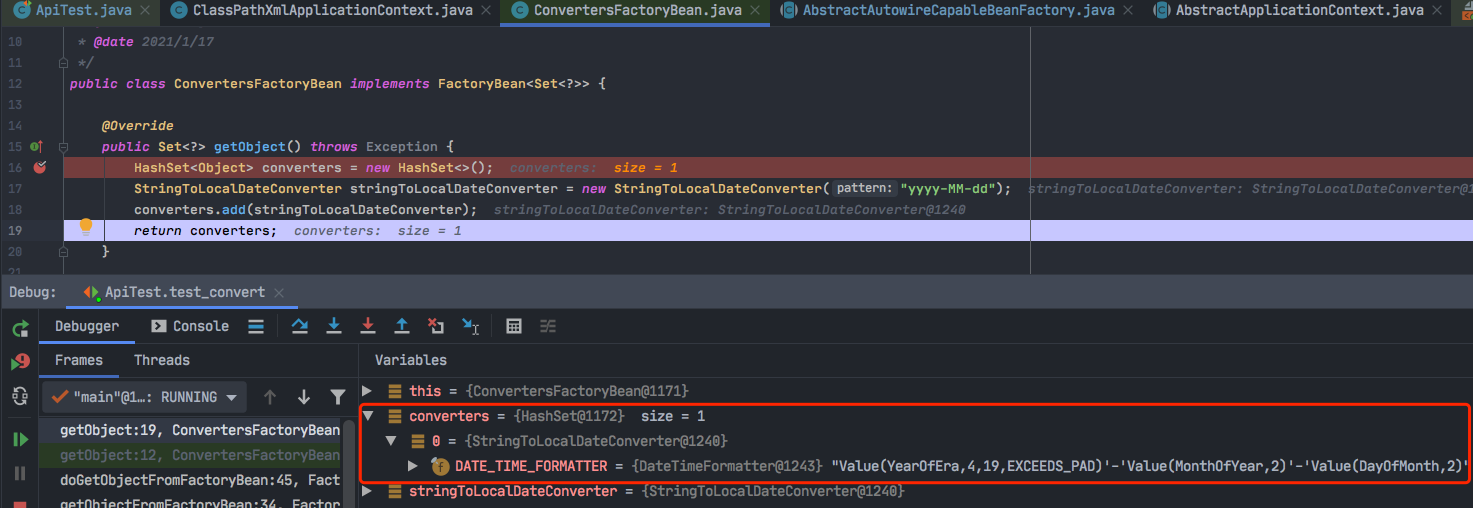 ApiTest.java ClassPathXmlApplicationContext.java ConvertersFactoryBean.java AbstractAutowireCapableBeanFactory.java AbstractApplicationContext.java
10 * @date 2021/1/17
11 */
12 public class ConvertersFactoryBean implements FactoryBean<Set<?>> {
13
14 @Override
15 public Set<?> getObject() throws Exception {
16 HashSet<Object> converters = new HashSet<>(); converters: size = 1
17 StringToLocalDateConverter stringToLocalDateConverter = new StringToLocalDateConverter( pattern: "yyyy-MM-dd"); stringToLocalDateConverter: StringToLocalDateConverter@1
18 converters.add(stringToLocalDateConverter); stringToLocalDateConverter: StringToLocalDateConverter@1240
19 return converters; converters: size = 1
20 }
21
Debug: ApiTest.test_convert
Debugger Console
Frames Threads Variables
"main"@1...: RUNNING
this = {ConvertersFactoryBean@1171}
converters = {HashSet@1172} size = 1
0 = {StringToLocalDateConverter@1240}
f DATE_TIME_FORMATTER = {DateTimeFormatter@1243} "Value(YearOfEra,4,19,EXCEEDS_PAD)'-'Value(MonthOfYear,2)'-'Value(DayOfMonth,2)'
stringToLocalDateConverter = {StringToLocalDateConverter@1240}
getObject:19, ConvertersFactoryBean
getObject:12, ConvertersFactoryBean
doGetObjectFromFactoryBean:45, Fact
getObjectFromFactoryBean:34, Factor